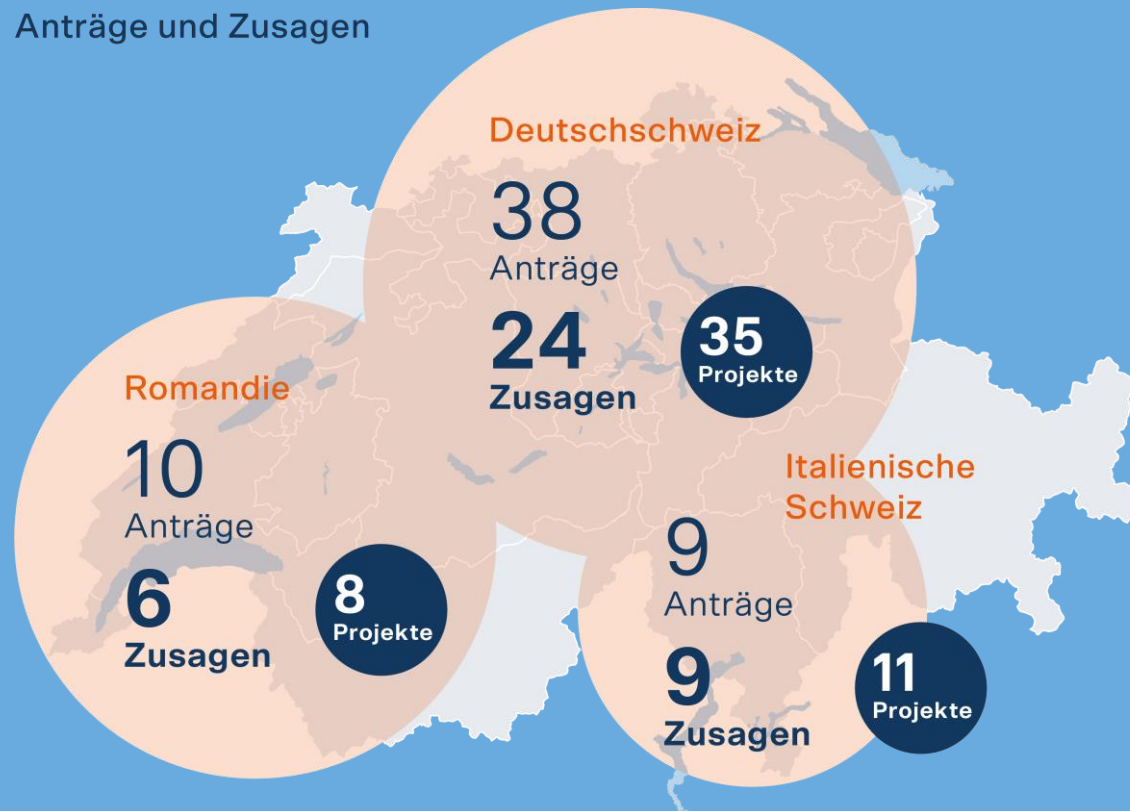 Anträge und Zusagen
Deutschschweiz
38
Anträge
24
Zusagen
35
Projekte
Romandie
10
Anträge
6
Zusagen
8
Projekte
Italienische
Schweiz
9
Anträge
9
Zusagen
11
Projekte